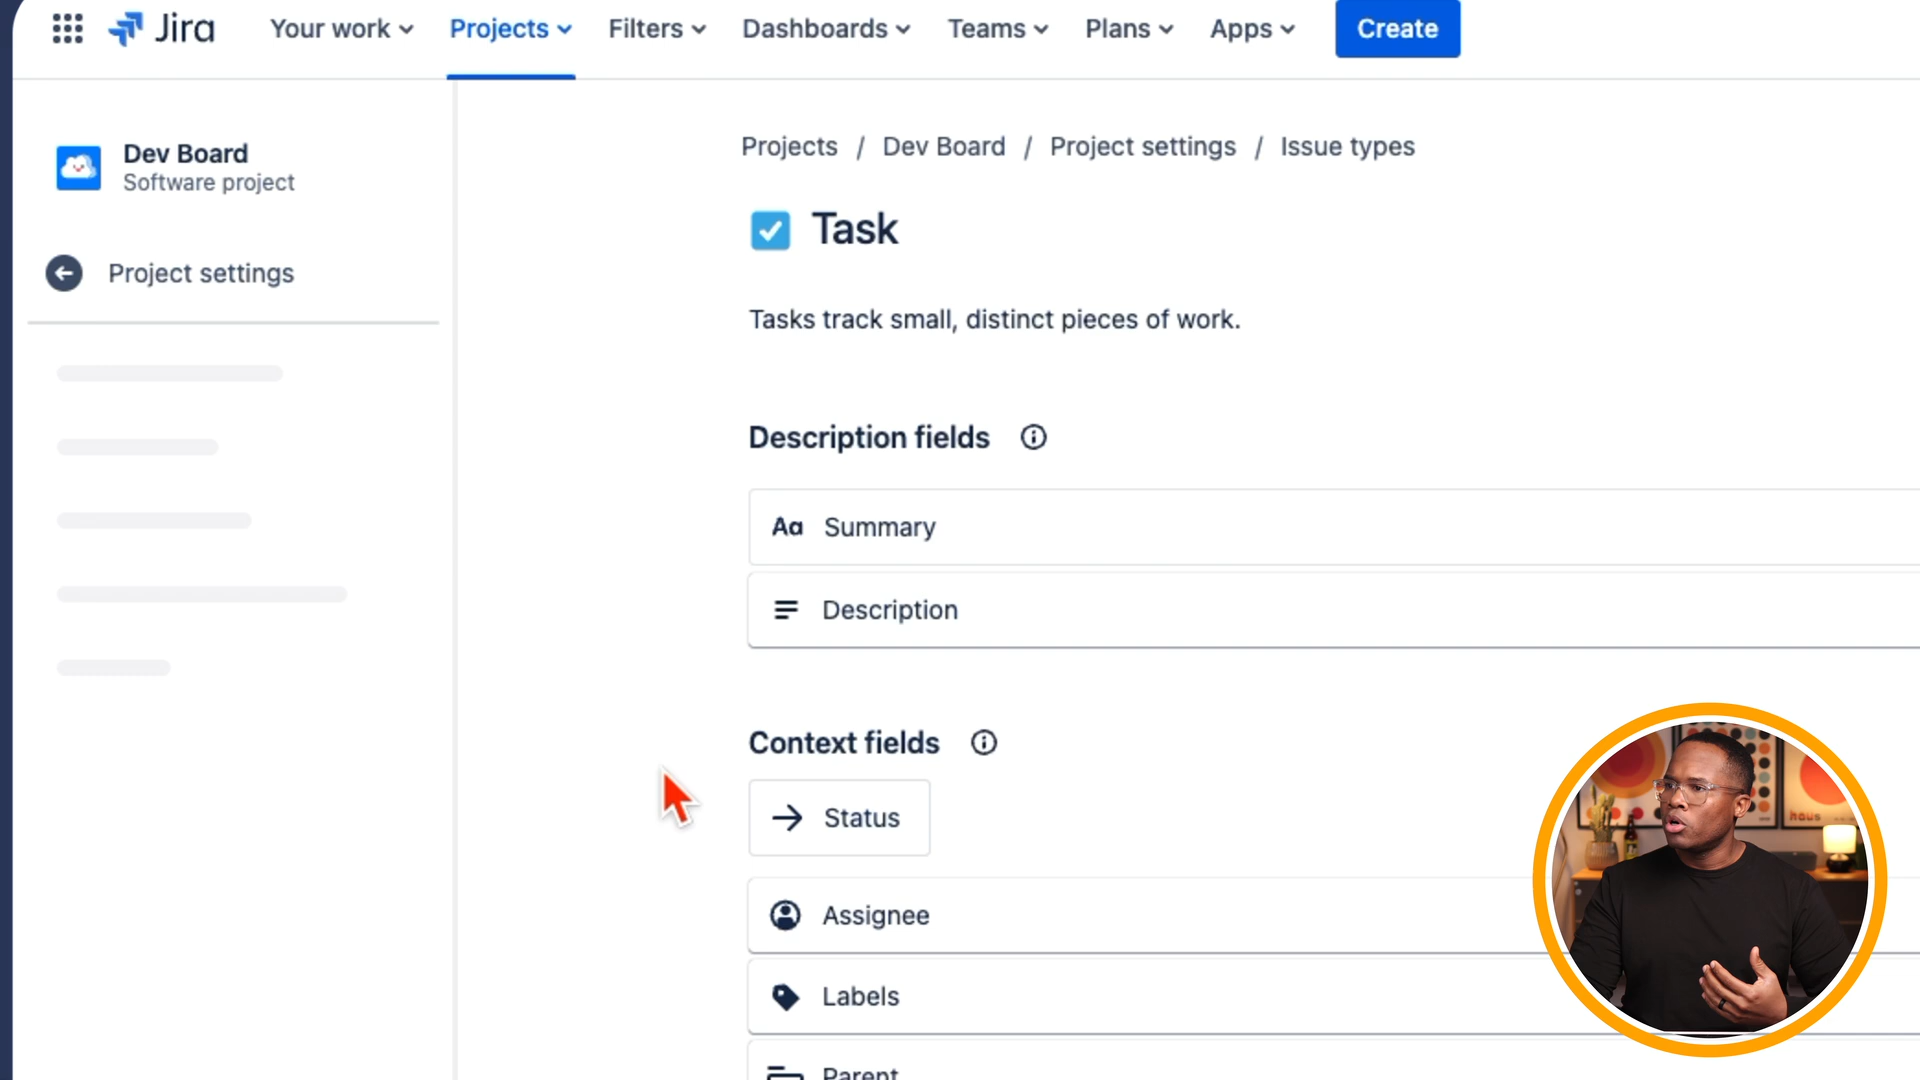 Jira
Your work
Projects
Filters
Dashboards
Teams
Plans
Apps
Create
Dev Board
Software project
Project settings
Projects / Dev Board / Project settings / Issue types
Task
Tasks track small, distinct pieces of work.
Description fields
Aa Summary
Description
Context fields
Status
Assignee
Labels
Parent
haus